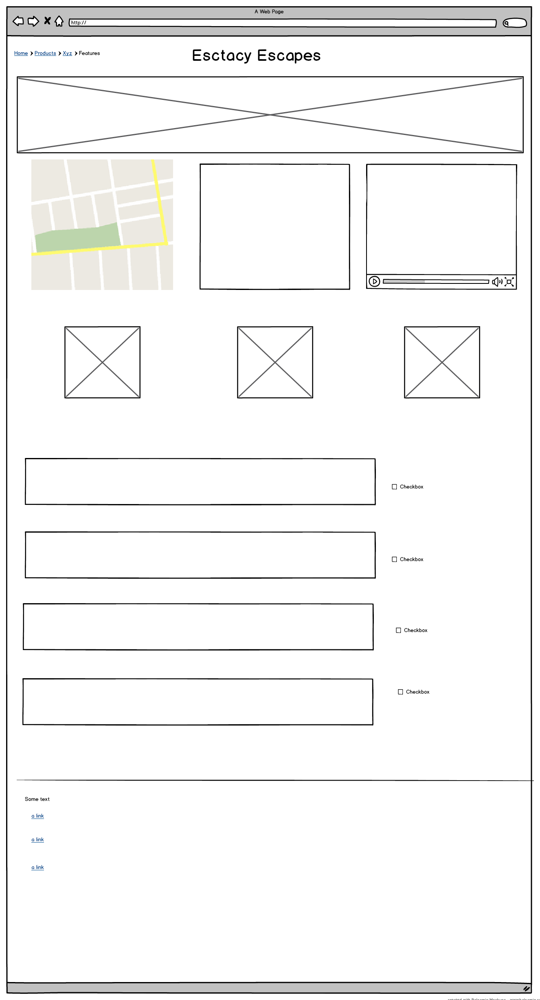 A Web Page
http://
Home Products Xyz Features
Esctacy Escapes
Checkbox
Checkbox
Checkbox
Checkbox
Some text
a link
a link
a link
created with Balsamiq Mockups - www.balsamiq.co